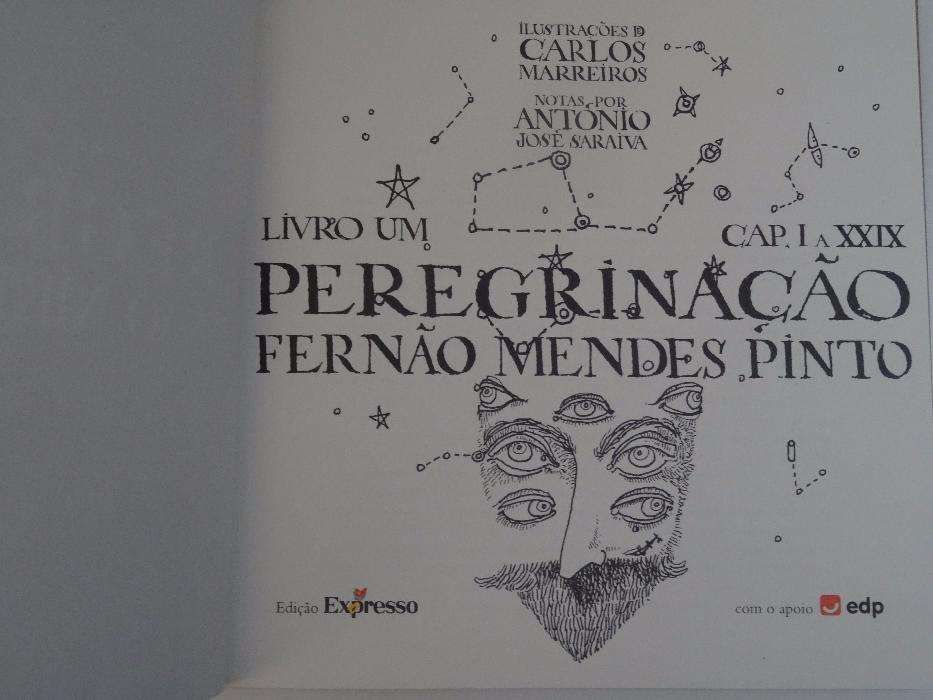 ILUSTRAÇÕES D
CARLOS
MARREIROS
NOTAS POR
ANTÓNIO
JOSÉ SARAIVA
LIVRO UM
CAP. I A XXIX
PEREGRINAÇÃO
FERNÃO MENDES PINTO
Edição Expresso
com o apoio edp